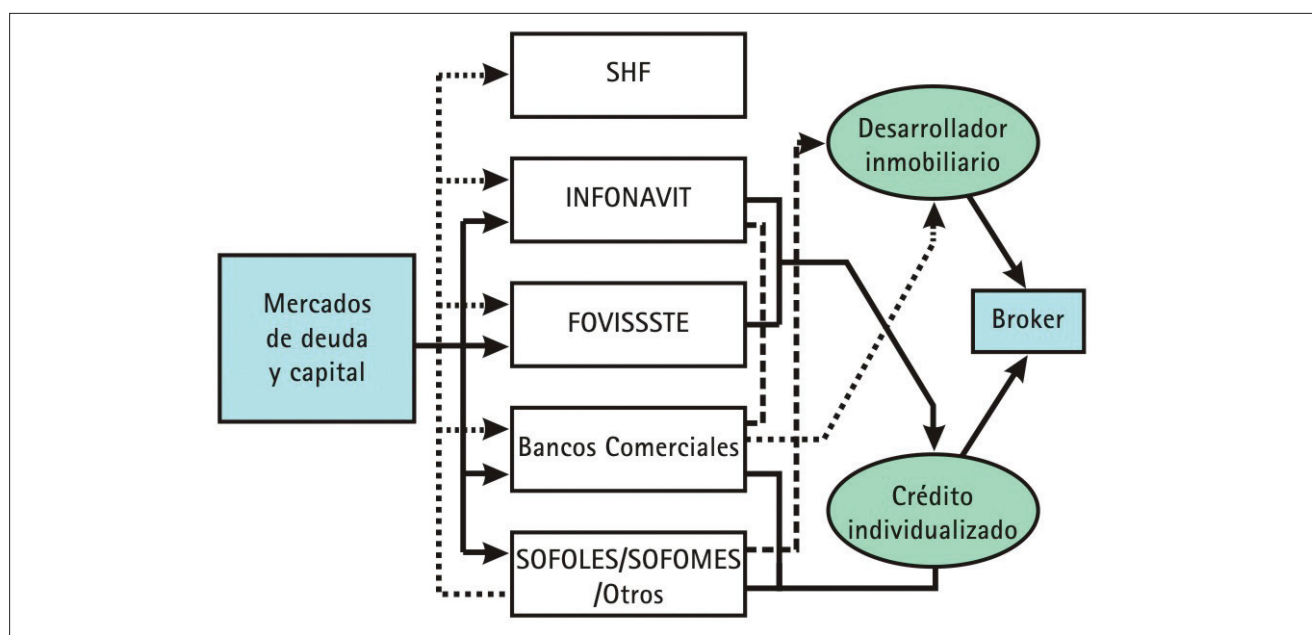 SHF
INFONAVIT
FOVISSSTE
Bancos Comerciales
SOFOLES/SOFOMES
/Otros
Mercados
de deuda
y capital
Desarrollador
inmobiliario
Broker
Crédito
individualizado